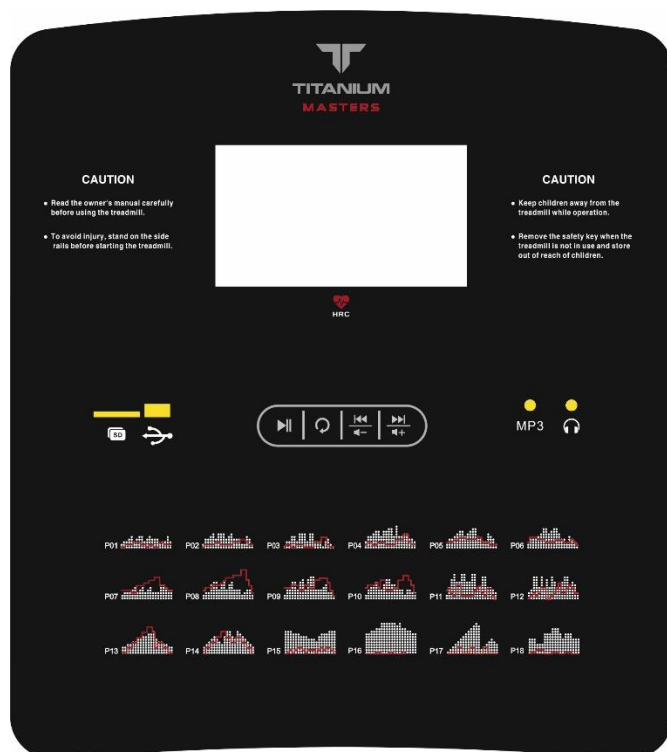 TITANIUM
MASTERS
CAUTION
● Read the owner's manual carefully
before using the treadmill.
● To avoid injury, stand on the side
rails before starting the treadmill.
CAUTION
● Keep children away from the
treadmill while operation.
● Remove the safety key when the
treadmill is not in use and store
out of reach of children.
HRC
SD
MP3
P01 P02 P03 P04 P05 P06
P07 P08 P09 P10 P11 P12
P13 P14 P15 P16 P17 P18